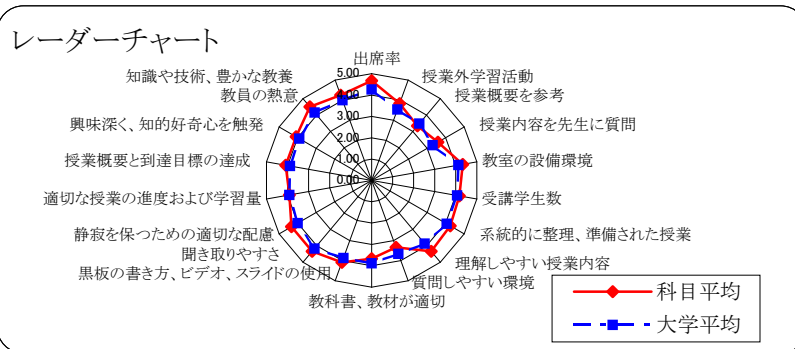 レーダーチャート
出席率
授業外学習活動
授業概要を参考
授業内容を先生に質問
教室の設備環境
受講学生数
系統的に整理、準備された授業
理解しやすい授業内容
質問しやすい環境
教科書、教材が適切
黒板の書き方、ビデオ、スライドの使用
聞き取りやすさ
静寂を保つための適切な配慮
適切な授業の進度および学習量
授業概要と到達目標の達成
興味深く、知的好奇心を触発
教員の熱意
知識や技術、豊かな教養
5.00
4.00
3.00
2.00
1.00
0.00
科目平均
大学平均